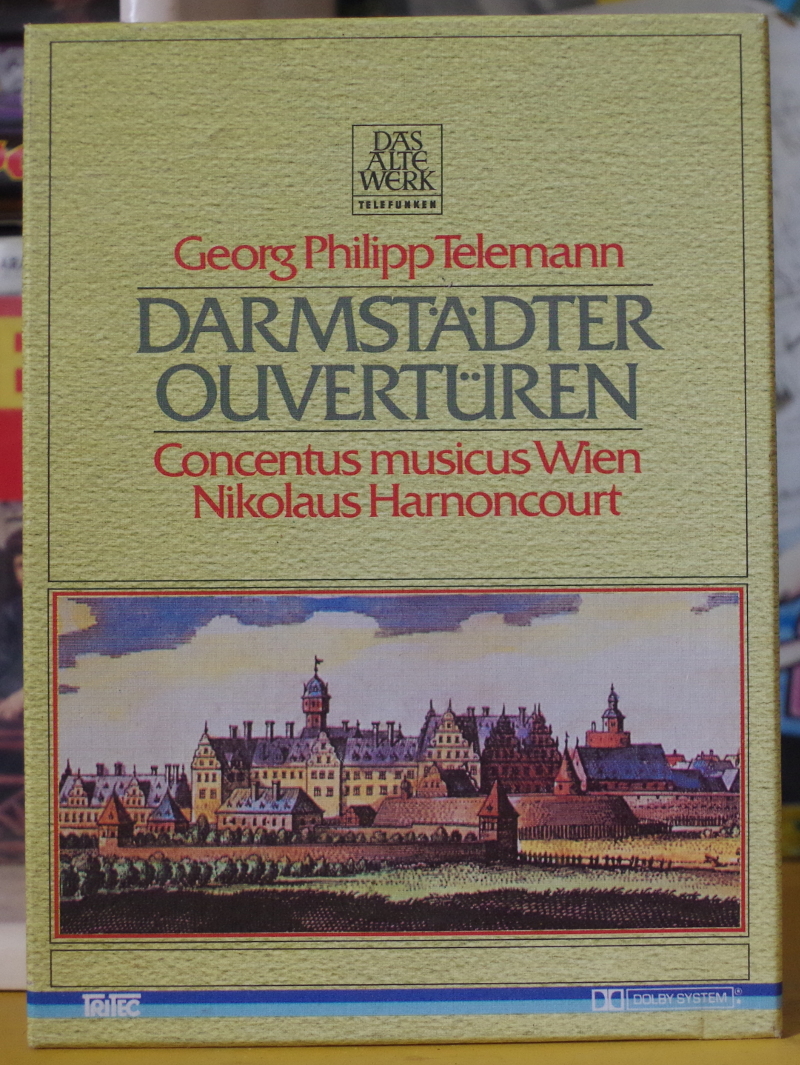 DAS
ALTE
WERK
TELEFUNKEN
Georg Philipp Telemann
DARMSTÄDTER
OUVERTÜREN
Concentus musicus Wien
Nikolaus Harnoncourt
TRITEC
DOLBY SYSTEM